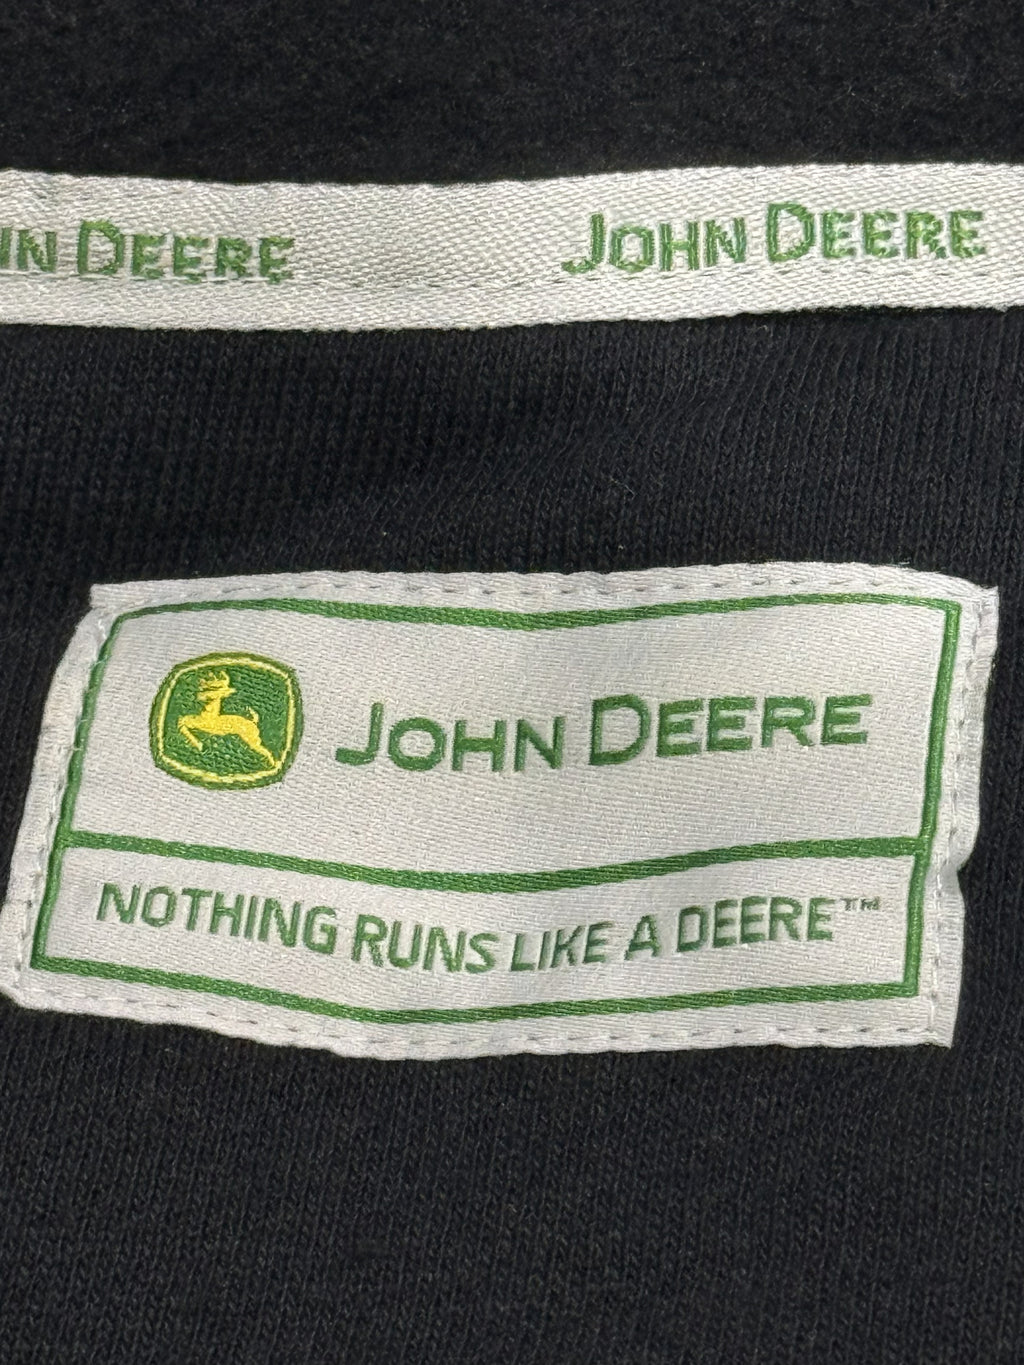 HN DEERE JOHN DEERE
JOHN DEERE
NOTHING RUNS LIKE A DEERE™